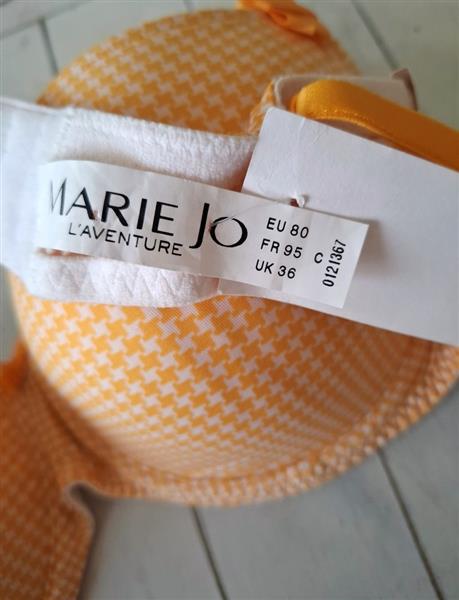 MARIE JO
L'AVENTURE
EU 80
FR 95 C
UK 36
0121367